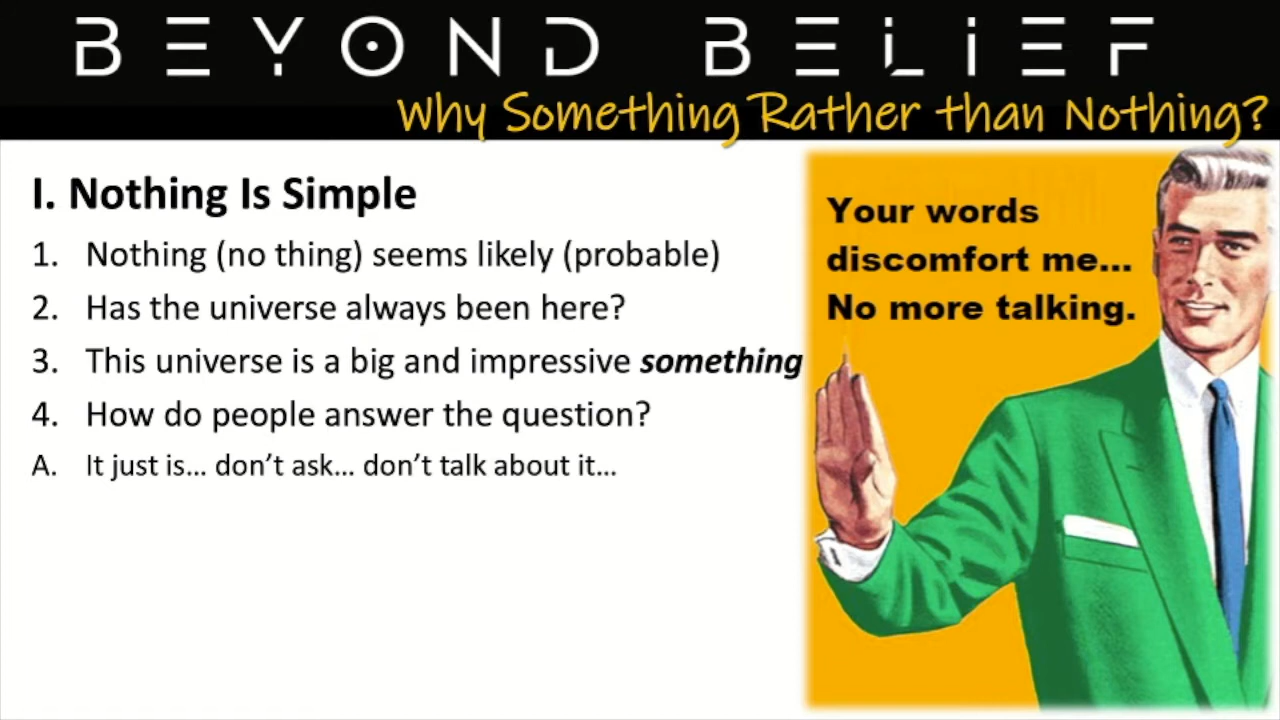 BEYOND BELiEF
Why Something Rather than Nothing?
I. Nothing Is Simple
1. Nothing (no thing) seems likely (probable)
2. Has the universe always been here?
3. This universe is a big and impressive something
4. How do people answer the question?
A. It just is... don't ask... don't talk about it...
Your words
discomfort me...
No more talking.